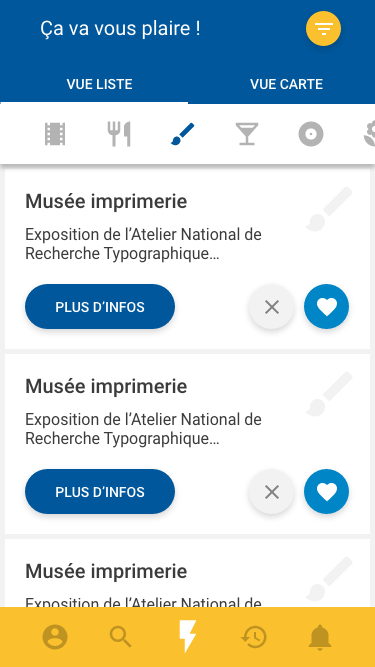 Ça va vous plaire !
VUE LISTE
VUE CARTE
Musée imprimerie
Exposition de l’Atelier National de
Recherche Typographique…
PLUS D’INFOS
Musée imprimerie
Exposition de l’Atelier National de
Recherche Typographique…
PLUS D’INFOS
Musée imprimerie
Exposition de l’Atelier National de